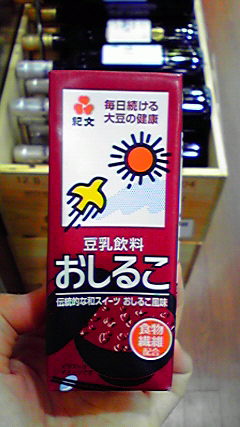 紀文
毎日続ける
大豆の健康
豆乳飲料
おしるこ
伝統的な和スイーツ おしるこ風味
食物
繊維
配合